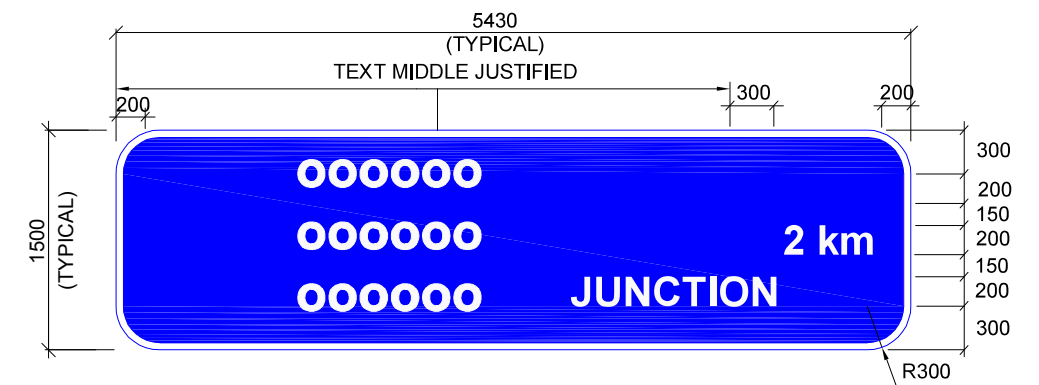 5430
(TYPICAL)
TEXT MIDDLE JUSTIFIED
200
300
200
1500
(TYPICAL)
oooooo
oooooo
oooooo
2 km
JUNCTION
300
200
150
200
150
200
300
R300